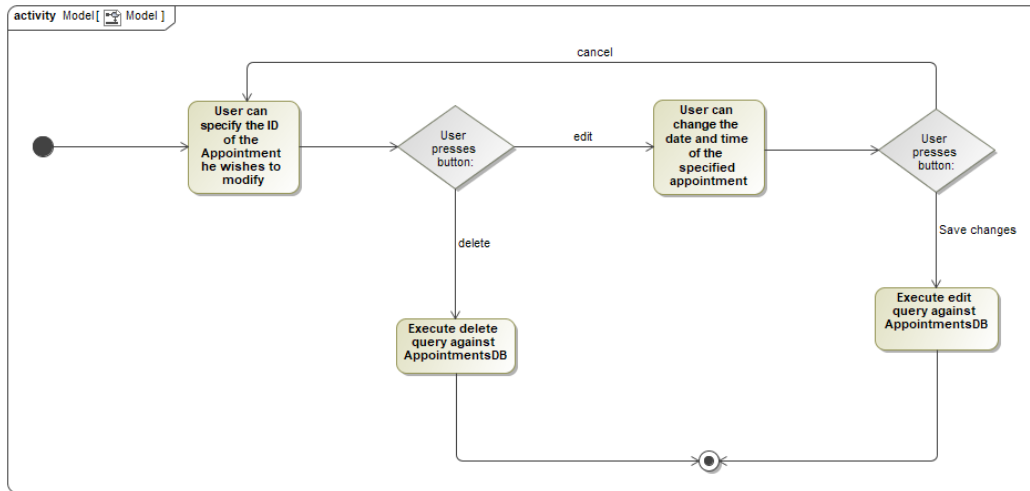 activity Model [ Model ]
cancel
User can
specify the ID
of the
Appointment
he wishes to
modify
User
presses
button:
edit
User can
change the
date and time
of the
specified
appointment
User
presses
button:
delete
Save changes
Execute delete
query against
AppointmentsDB
Execute edit
query against
AppointmentsDB